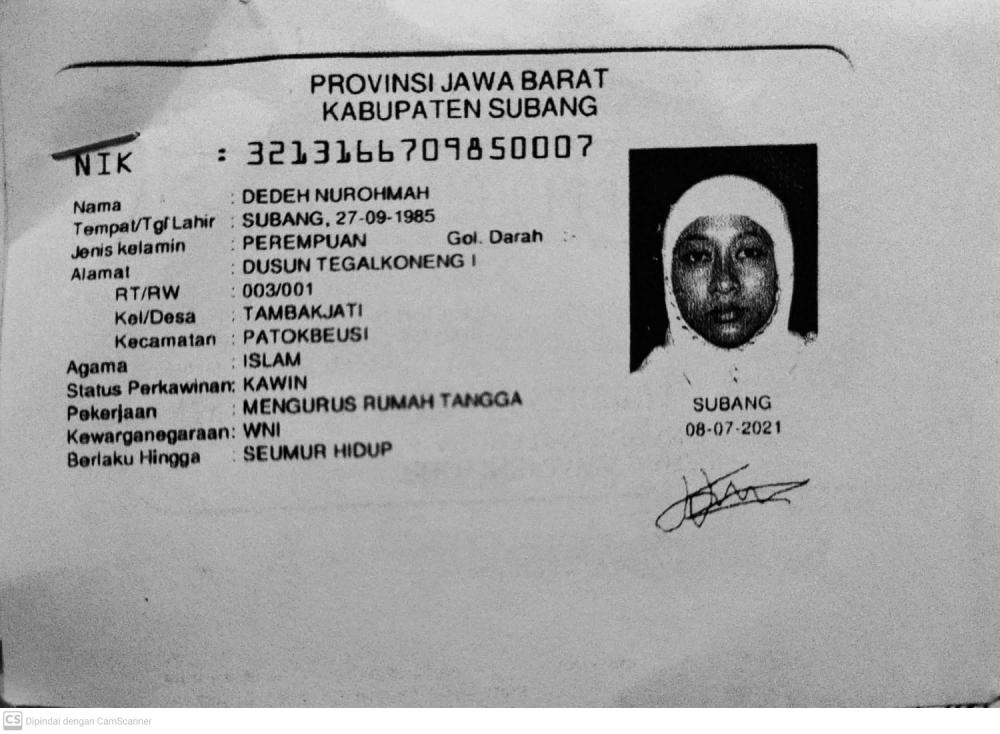 PROVINSI JAWA BARAT
KABUPATEN SUBANG
NIK : 3213166709850007
Nama : DEDEH NUROHMAH
Tempat/Tgl Lahir : SUBANG, 27-09-1985
Jenis kelamin : PEREMPUAN Gol. Darah :-
Alamat : DUSUN TEGALKONENG I
RT/RW : 003/001
Kel/Desa : TAMBAKJATI
Kecamatan : PATOKBEUSI
Agama : ISLAM
Status Perkawinan: KAWIN
Pekerjaan : MENGURUS RUMAH TANGGA
Kewarganegaraan: WNI
Berlaku Hingga : SEUMUR HIDUP
SUBANG
08-07-2021
CS Dipindai dengan CamScanner